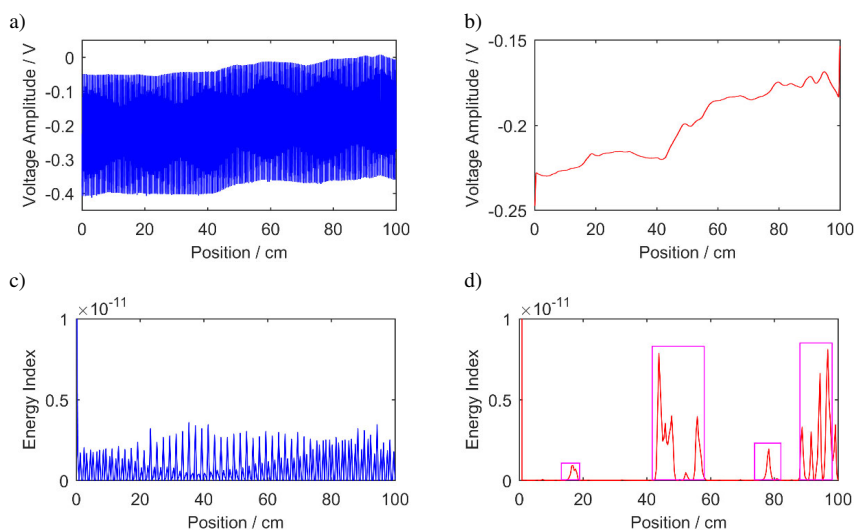 a)
0
-0.1
-0.2
-0.3
-0.4
Voltage Amplitude / V
0 20 40 60 80 100
Position / cm
b)
-0.15
-0.2
-0.25
Voltage Amplitude / V
0 20 40 60 80 100
Position / cm
c)
×10-11
1
0.5
0
Energy Index
0 20 40 60 80 100
Position / cm
d)
×10-11
1
0.5
0
Energy Index
0 20 40 60 80 100
Position / cm